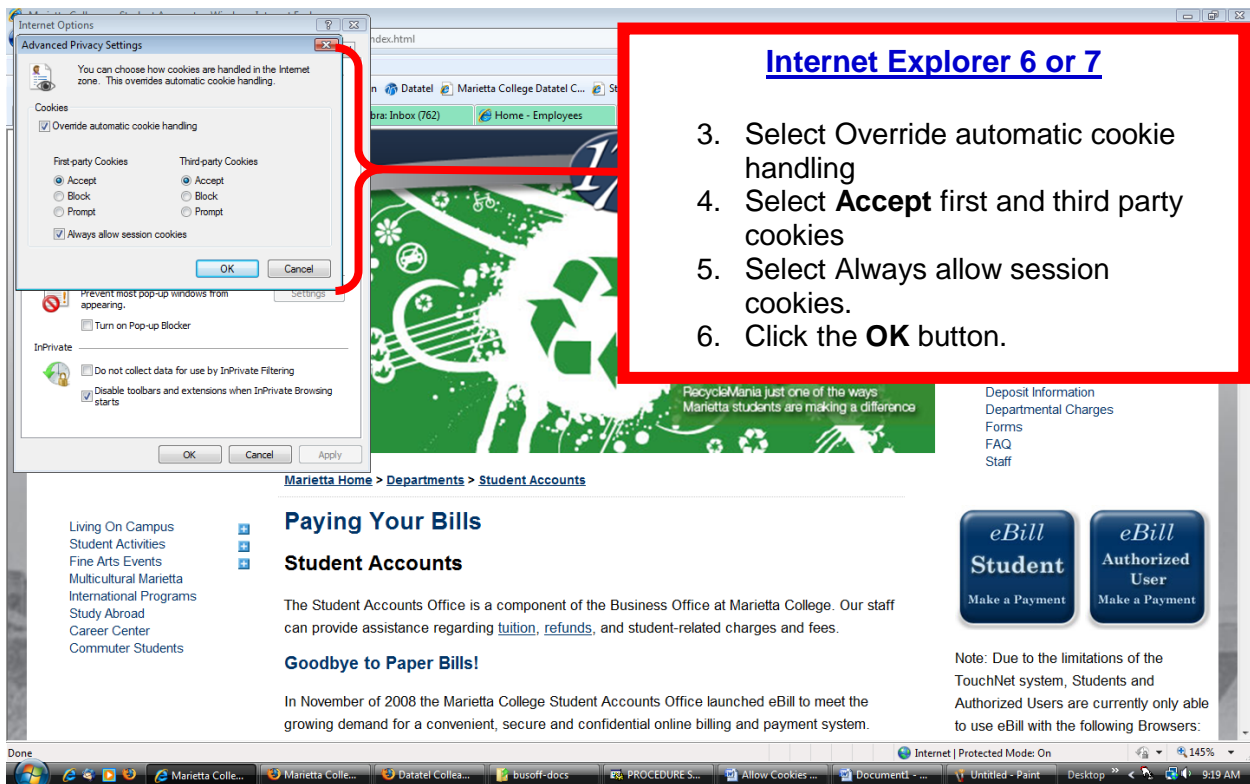 Internet Options
Advanced Privacy Settings
You can choose how cookies are handled in the Internet
zone. This overrides automatic cookie handling.
Cookies
Override automatic cookie handling
First-party Cookies
Third-party Cookies
Accept
Accept
Block
Block
Prompt
Prompt
Always allow session cookies
OK
Cancel
Prevent most pop-up windows from
appearing.
Settings
Turn on Pop-up Blocker
InPrivate
Do not collect data for use by InPrivate Filtering
Disable toolbars and extensions when InPrivate Browsing
starts
OK
Cancel
Apply
ndex.html
Datatel
Marietta College Datatel C...
bra: Inbox (762)
Home - Employees
Internet Explorer 6 or 7
3. Select Override automatic cookie
handling
4. Select Accept first and third party
cookies
5. Select Always allow session
cookies.
6. Click the OK button.
RecycleMania just one of the ways
Marietta students are making a difference
Deposit Information
Departmental Charges
Forms
FAQ
Staff
Marietta Home > Departments > Student Accounts
Living On Campus
Student Activities
Fine Arts Events
Multicultural Marietta
International Programs
Study Abroad
Career Center
Commuter Students
Paying Your Bills
Student Accounts
The Student Accounts Office is a component of the Business Office at Marietta College. Our staff
can provide assistance regarding tuition, refunds, and student-related charges and fees.
Goodbye to Paper Bills!
In November of 2008 the Marietta College Student Accounts Office launched eBill to meet the
growing demand for a convenient, secure and confidential online billing and payment system.
eBill
Student
Make a Payment
eBill
Authorized
User
Make a Payment
Note: Due to the limitations of the
TouchNet system, Students and
Authorized Users are currently only able
to use eBill with the following Browsers:
Done
Internet | Protected Mode: On
145%
Marietta Colle...
Marietta Colle...
Datatel Collea...
busoff-docs
PROCEDURE S...
Allow Cookies ...
Document1 - ...
Untitled - Paint
Desktop
9:19 AM